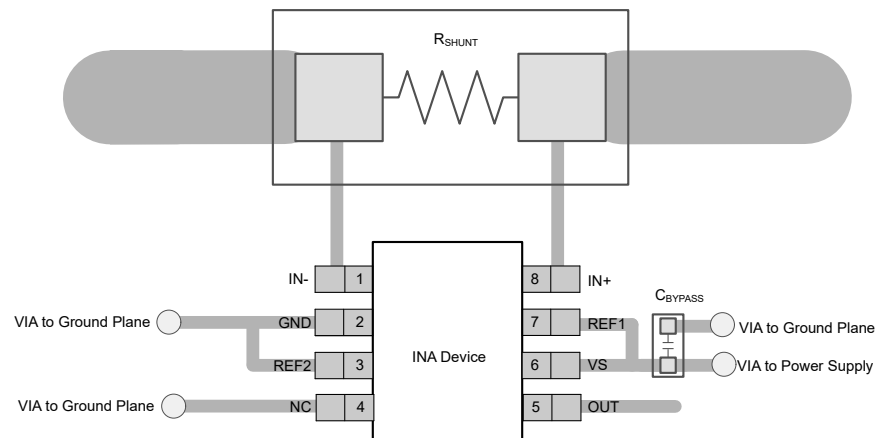 RSHUNT
IN-
1
8
IN+
CBYPASS
VIA to Ground Plane
GND
2
7
REF1
VIA to Ground Plane
REF2
3
INA Device
6
VS
VIA to Power Supply
VIA to Ground Plane
NC
4
5
OUT